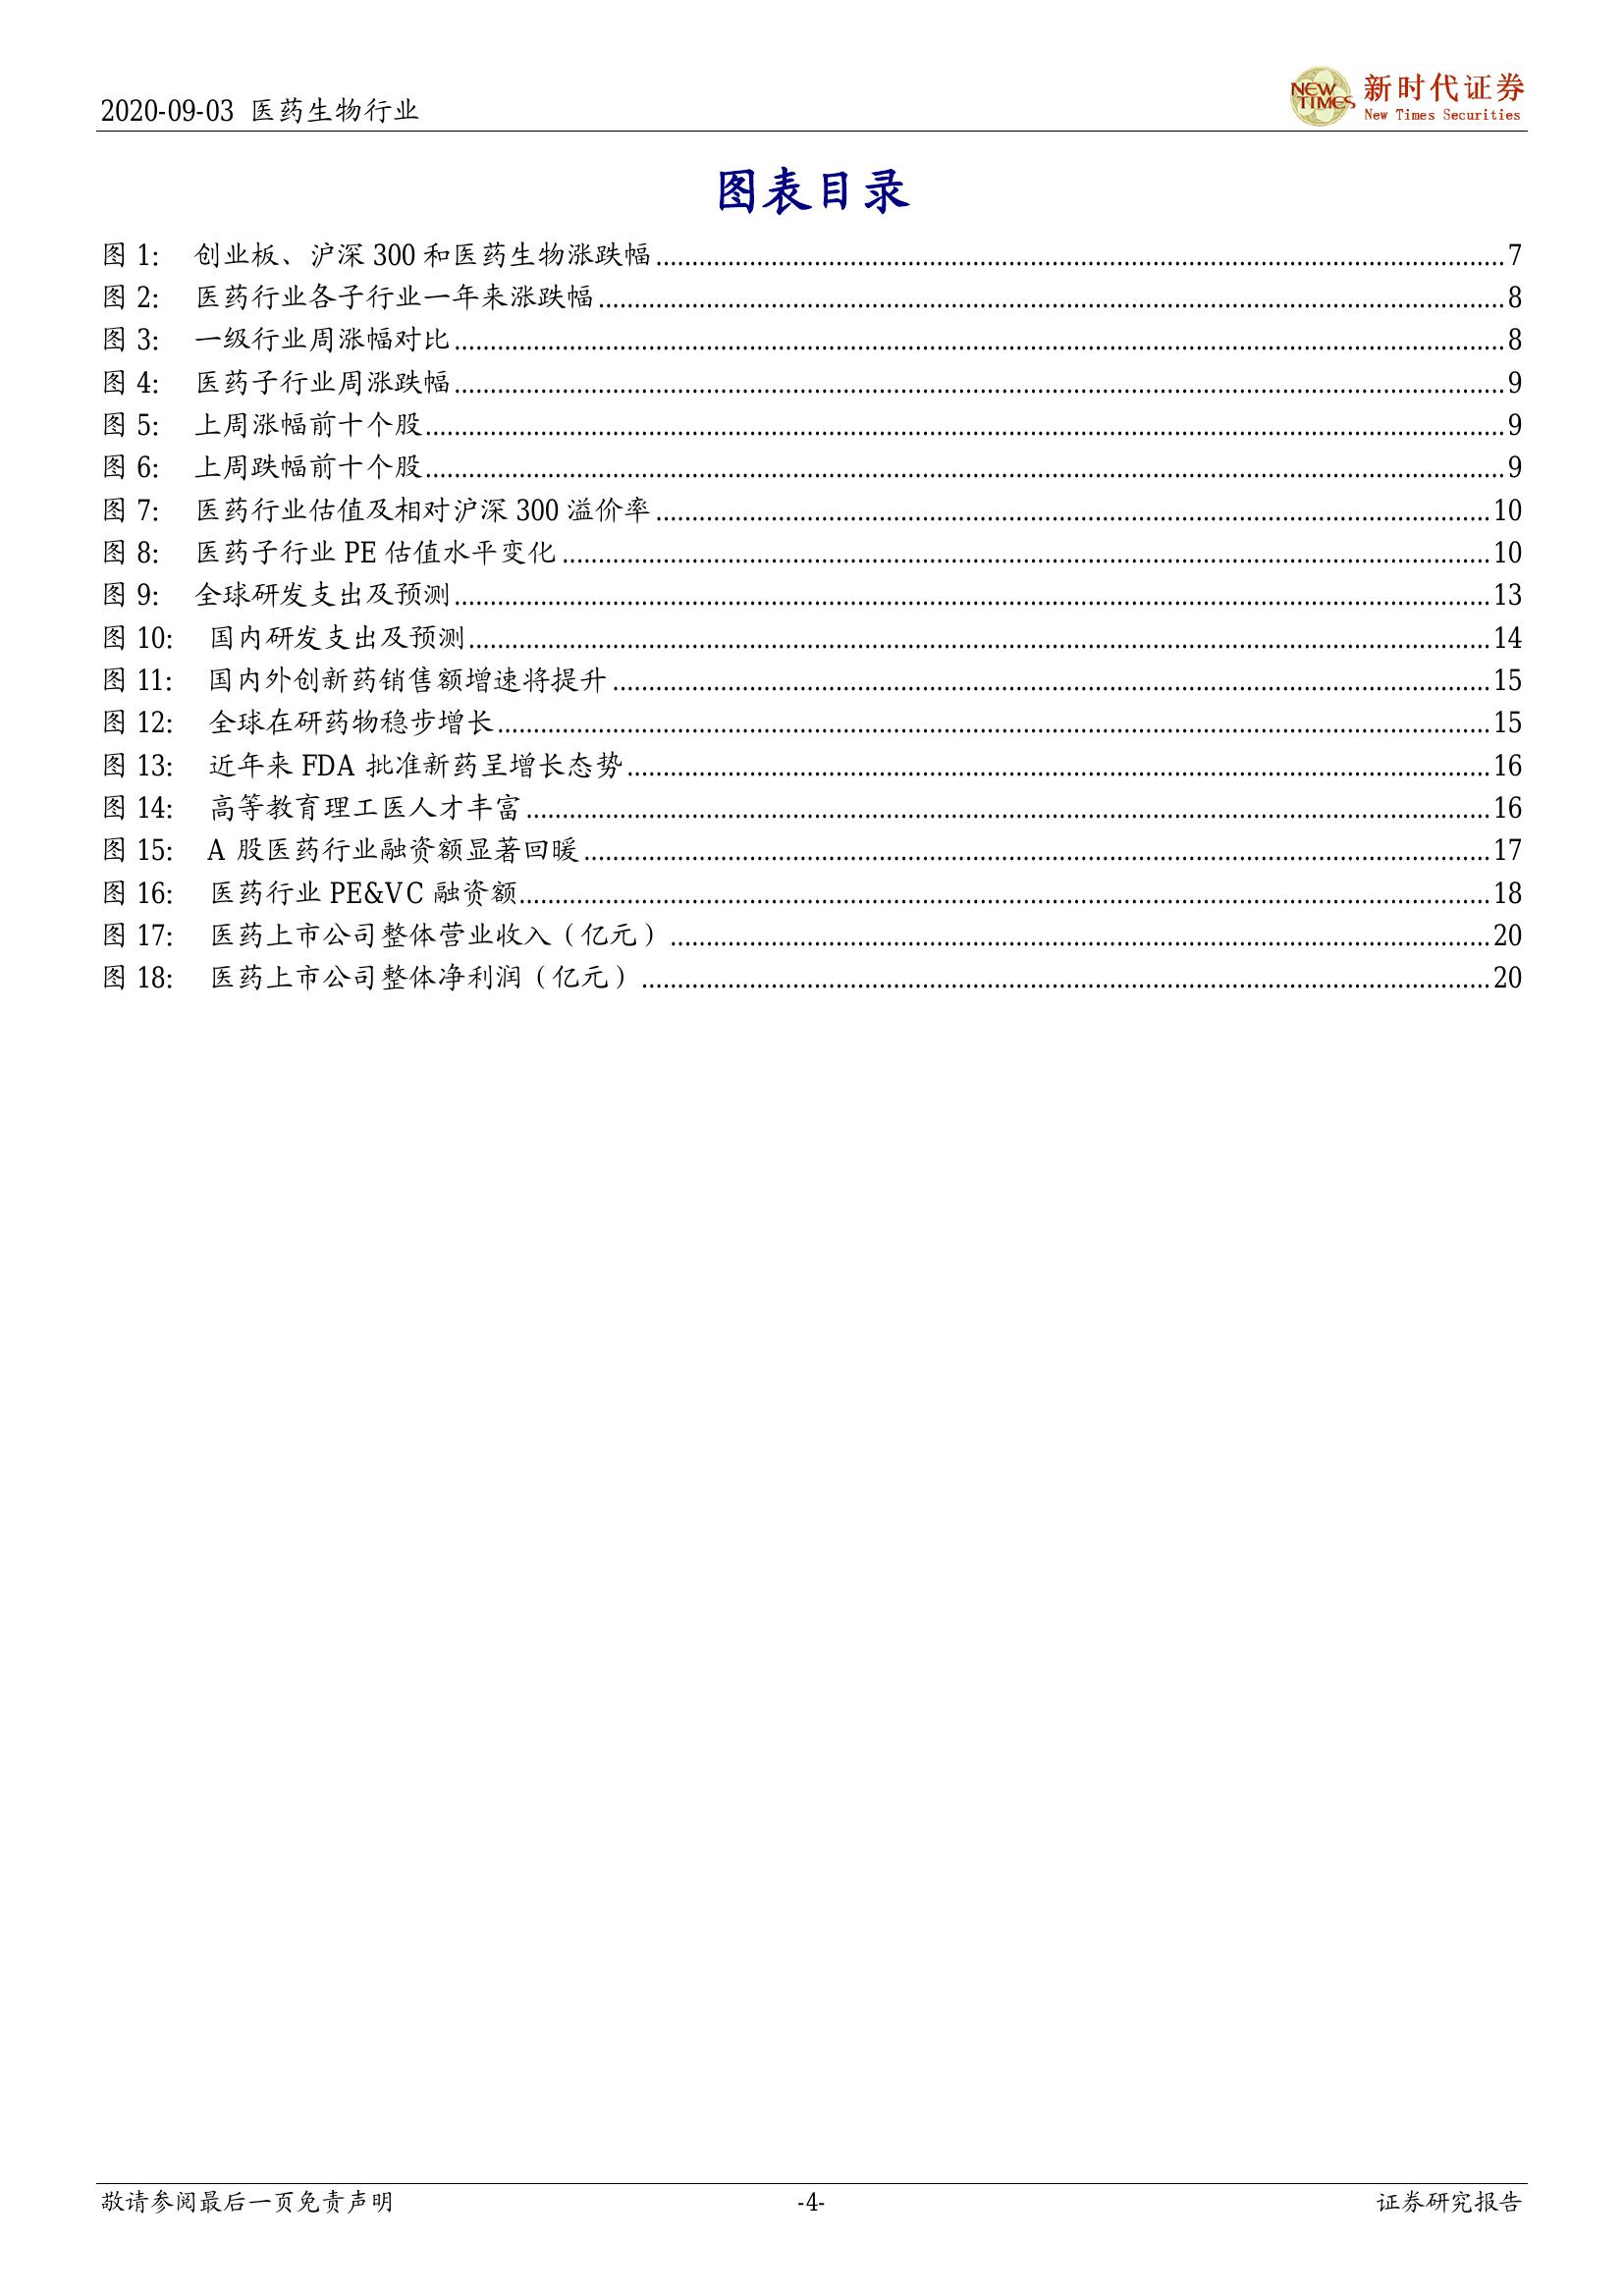 2020-09-03 医药生物行业
NEW TIMES 新时代证券
New Times Securities
图表目录
图 1: 创业板、沪深 300 和医药生物涨跌幅 7
图 2: 医药行业各子行业一年来涨跌幅 8
图 3: 一级行业周涨幅对比 8
图 4: 医药子行业周涨跌幅 9
图 5: 上周涨幅前十个股 9
图 6: 上周跌幅前十个股 9
图 7: 医药行业估值及相对沪深 300 溢价率 10
图 8: 医药子行业 PE 估值水平变化 10
图 9: 全球研发支出及预测 13
图 10: 国内研发支出及预测 14
图 11: 国内外创新药销售额增速将提升 15
图 12: 全球在研药物稳步增长 15
图 13: 近年来 FDA 批准新药呈增长态势 16
图 14: 高等教育理工医人才丰富 16
图 15: A 股医药行业融资额显著回暖 17
图 16: 医药行业 PE&VC 融资额 18
图 17: 医药上市公司整体营业收入（亿元） 20
图 18: 医药上市公司整体净利润（亿元） 20
敬请参阅最后一页免责声明 -4- 证券研究报告